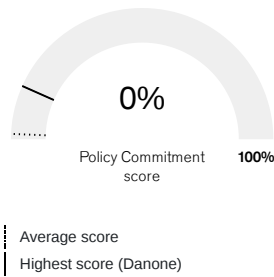 0%
Policy Commitment 100%
score
Average score
Highest score (Danone)